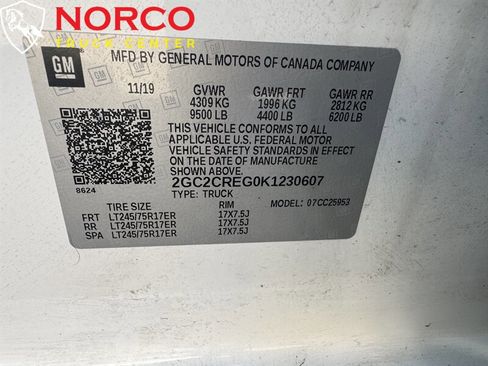 NORCO
TRUCK CENTER
GM
MFD BY GENERAL MOTORS OF CANADA COMPANY
11/19 GVWR GAWR FRT GAWR RR
4309 KG 1996 KG 2812 KG
9500 LB 4400 LB 6200 LB
THIS VEHICLE CONFORMS TO ALL
APPLICABLE U.S. FEDERAL MOTOR
VEHICLE SAFETY STANDARDS IN EFFECT
ON THE DATE OF MANUFACTURE
SHOWN ABOVE.
8624 2GC2CREG0K1230607
TYPE: TRUCK MODEL: 07CC25953
TIRE SIZE RIM
FRT LT245/75R17ER 17X7.5J
RR LT245/75R17ER 17X7.5J
SPA LT245/75R17ER 17X7.5J